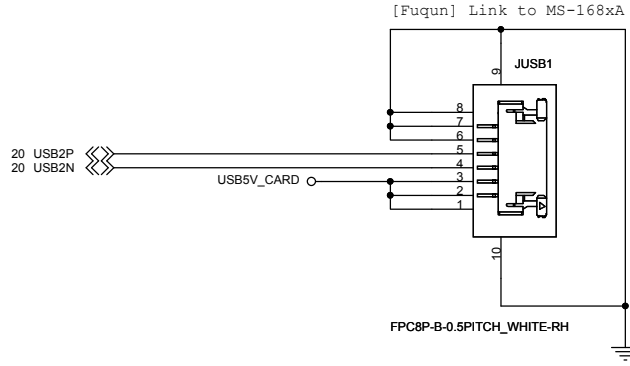 [Fuqun] Link to MS-168xA
JUSB1
9
8
7
6
20 USB2P 5
20 USB2N 4
USB5V_CARD 3
2
1
10
FPC8P-B-0.5PITCH_WHITE-RH